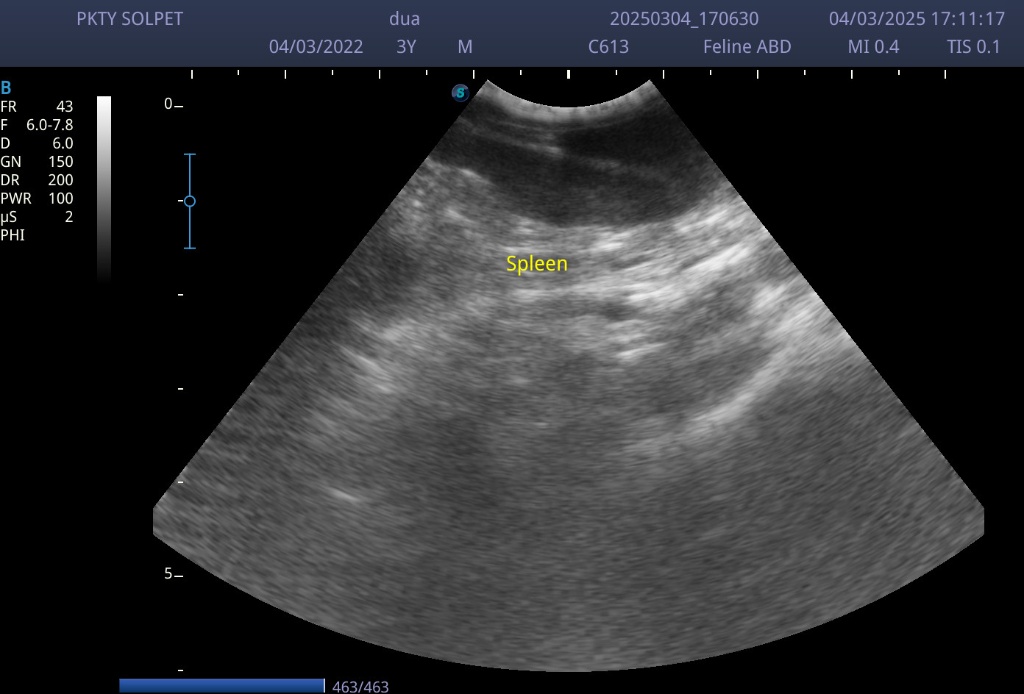 PKTY SOLPET dua 20250304_170630 04/03/2025 17:11:17
04/03/2022 3Y M C613 Feline ABD MI 0.4 TIS 0.1
B
FR 43
F 6.0-7.8
D 6.0
GN 150
DR 200
PWR 100
µS 2
PHI
S
0
Spleen
5
463/463